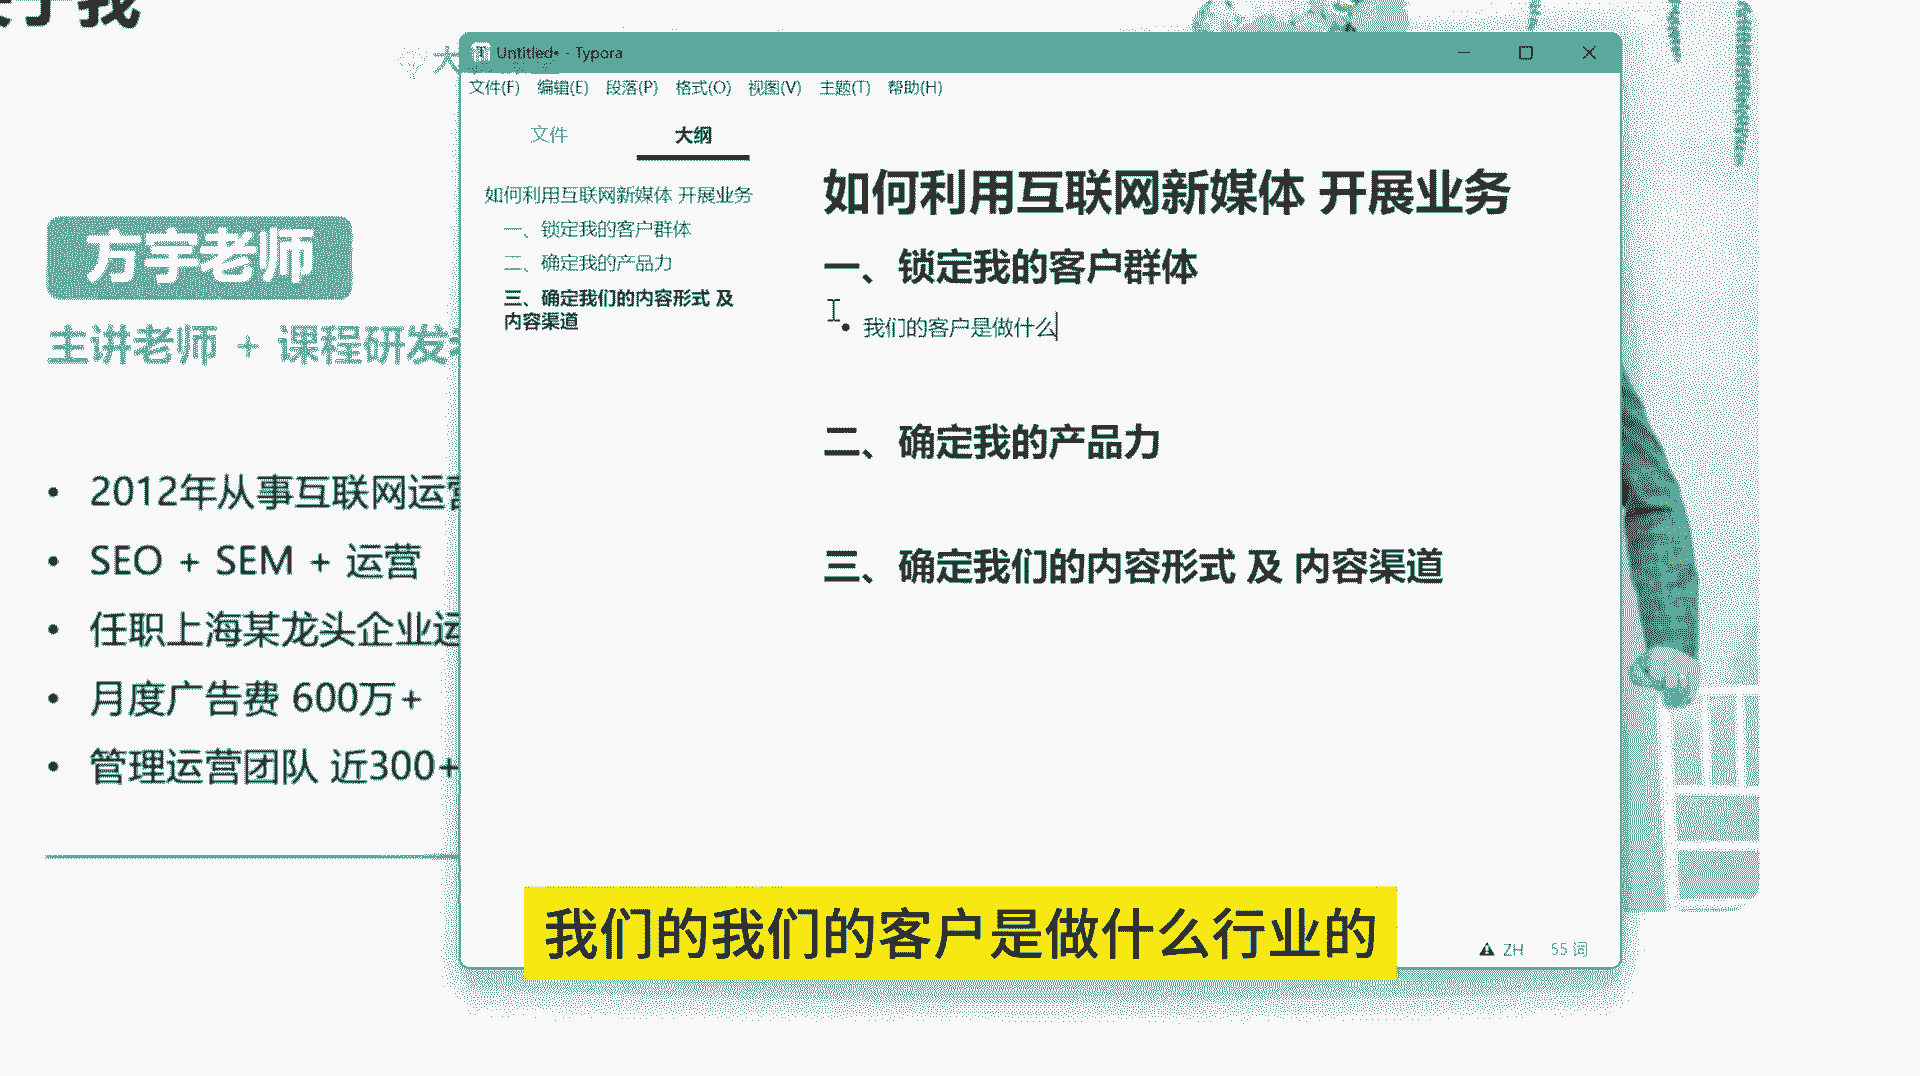 于我
大
方宇老师
主讲老师 + 课程研发
2012年从事互联网运营
SEO + SEM + 运营
任职上海某龙头企业运
月度广告费 600万+
管理运营团队 近300+
Untitled• - Typora
文件(F) 编辑(E) 段落(P) 格式(O) 视图(V) 主题(T) 帮助(H)
文件 大纲
如何利用互联网新媒体 开展业务
一、锁定我的客户群体
二、确定我的产品力
三、确定我们的内容形式 及
内容渠道
如何利用互联网新媒体 开展业务
一、锁定我的客户群体
我们的客户是做什么
二、确定我的产品力
三、确定我们的内容形式 及 内容渠道
ZH 55 词
我们的我们的客户是做什么行业的